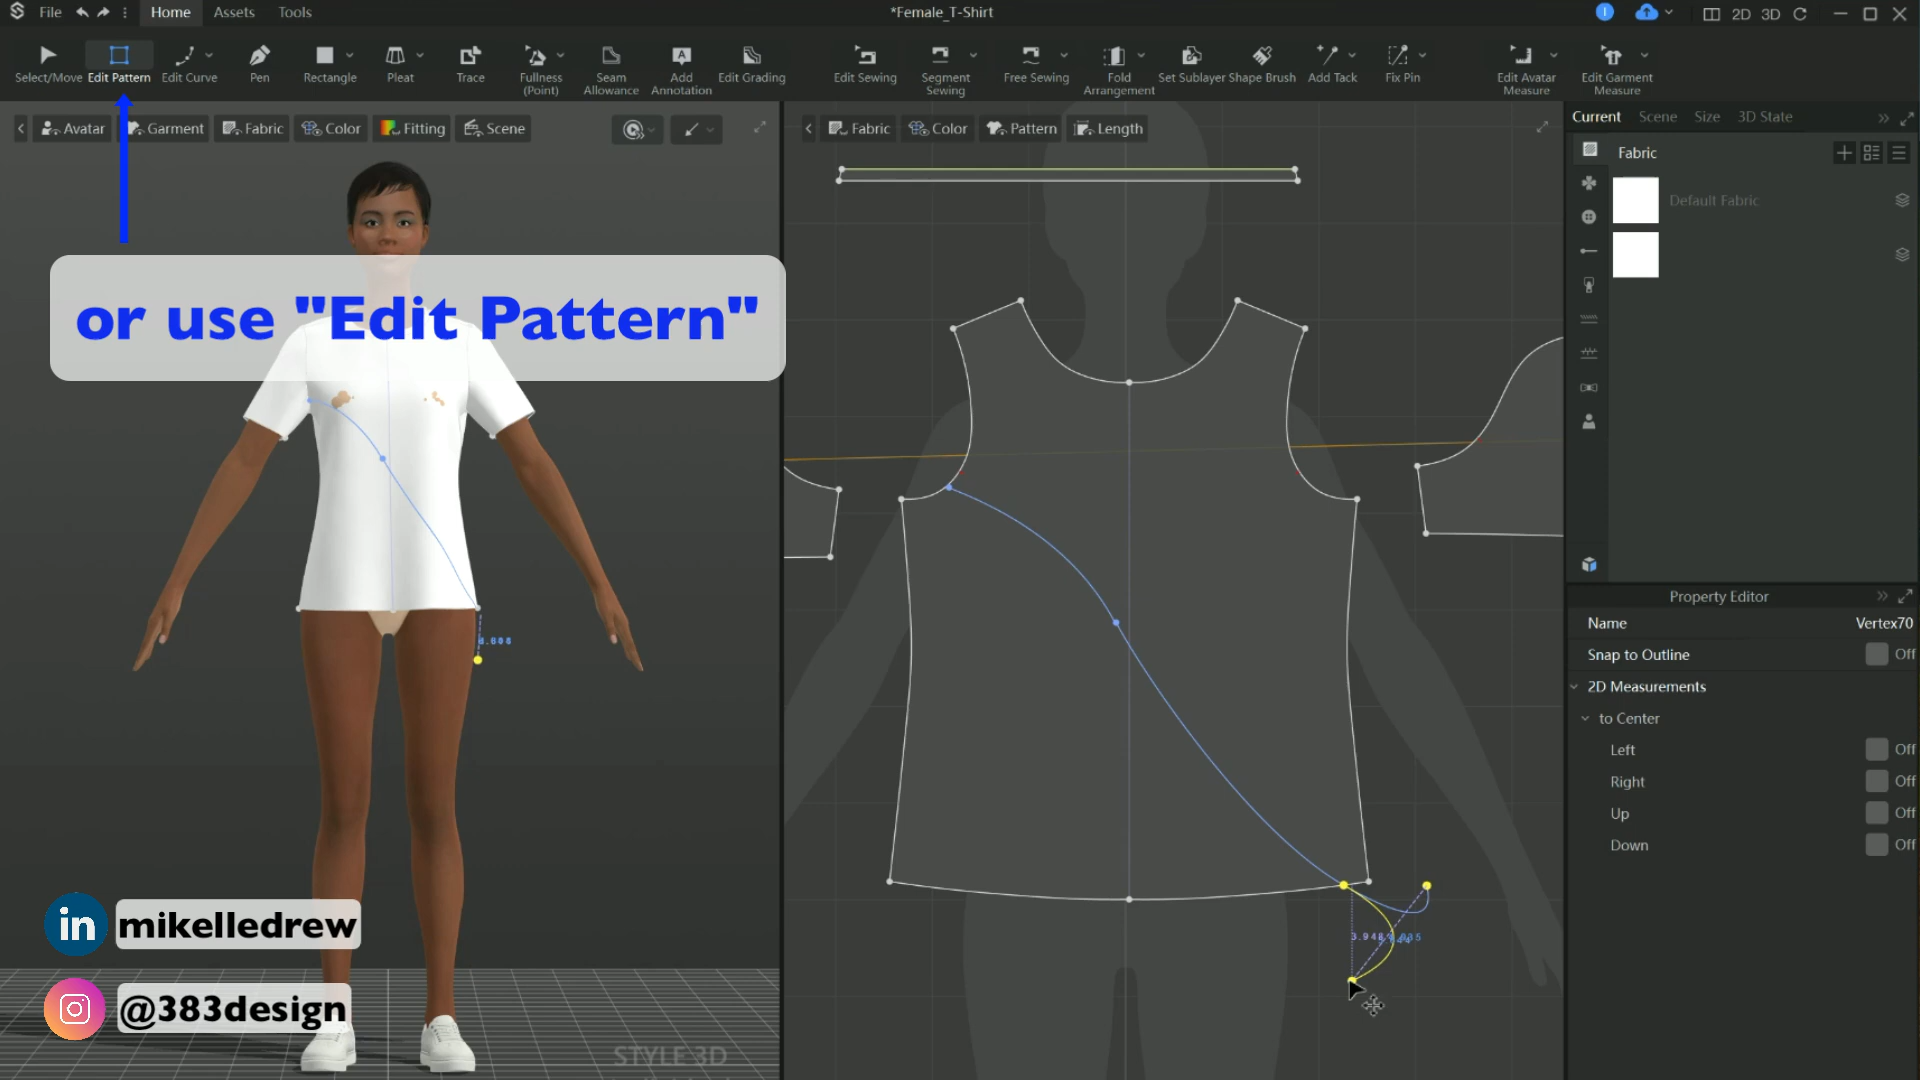 File
Home
Assets
Tools
*Female_T-Shirt
2D
3D
Select/Move
Edit Pattern
Edit Curve
Pen
Rectangle
Pleat
Trace
Fullness
(Point)
Seam
Allowance
Add
Annotation
Edit Grading
Edit Sewing
Segment
Sewing
Free Sewing
Fold
Arrangement
Set Sublayer
Shape Brush
Add Tack
Fix Pin
Edit Avatar
Measure
Edit Garment
Measure
Avatar
Garment
Fabric
Color
Fitting
Scene
Fabric
Color
Pattern
Length
Current
Scene
Size
3D State
Fabric
Default Fabric
or use "Edit Pattern"
Property Editor
Name
Vertex70
Snap to Outline
Off
2D Measurements
to Center
Left
Off
Right
Off
Up
Off
Down
Off
in
mikelledrew
@383design
STYLE 3D